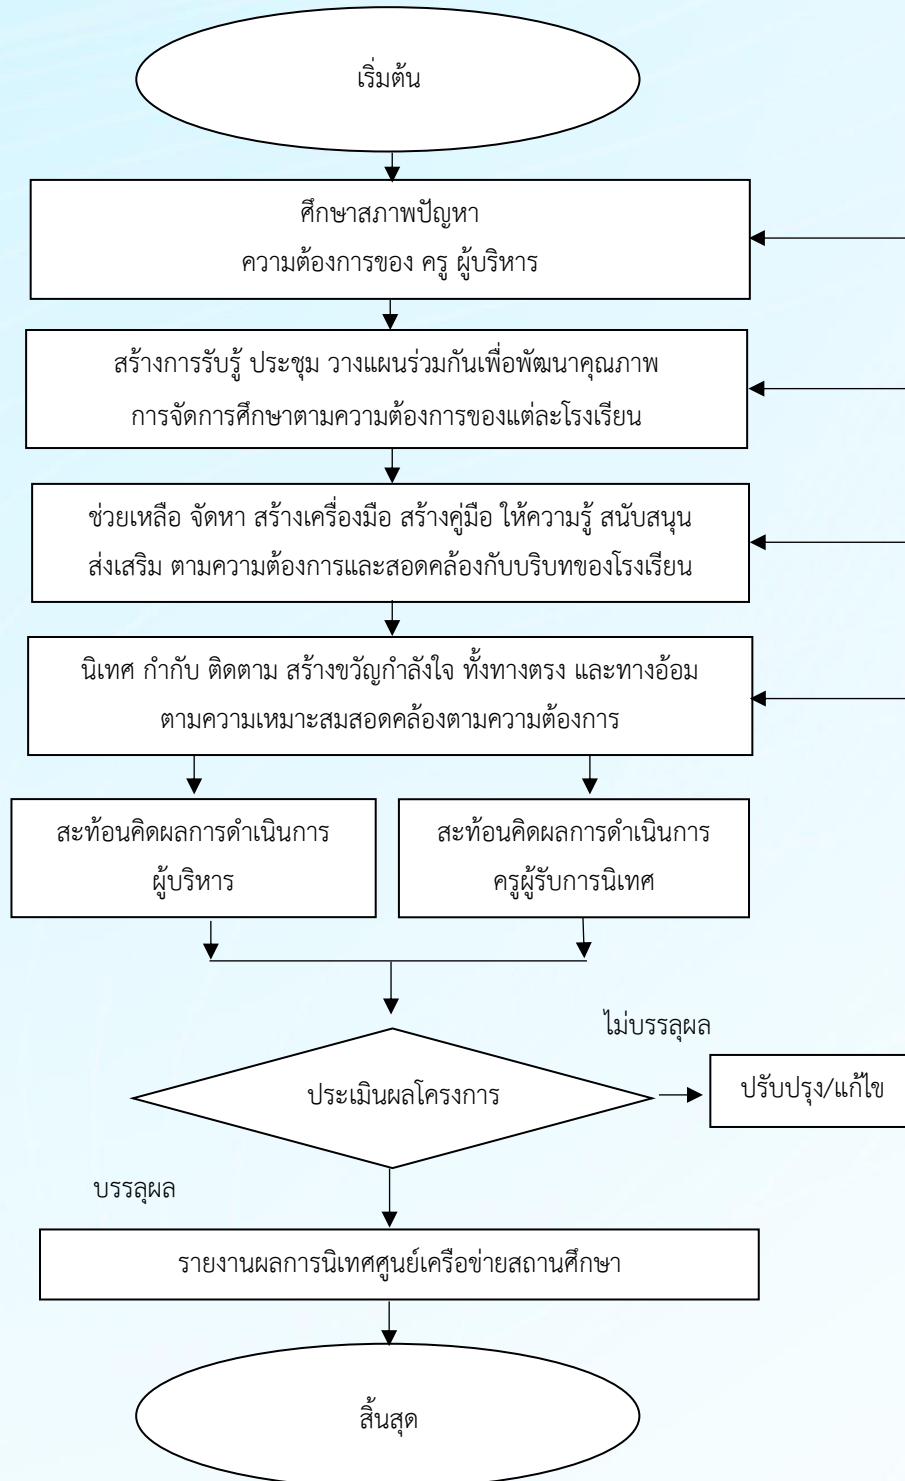 เริ่มต้น
ศึกษาสภาพปัญหา
ความต้องการของ ครู ผู้บริหาร
สร้างการรับรู้ ประชุม วางแผนร่วมกันเพื่อพัฒนาคุณภาพ
การจัดการศึกษาตามความต้องการของแต่ละโรงเรียน
ช่วยเหลือ จัดหา สร้างเครื่องมือ สร้างคู่มือ ให้ความรู้ สนับสนุน
ส่งเสริม ตามความต้องการและสอดคล้องกับบริบทของโรงเรียน
นิเทศ กำกับ ติดตาม สร้างขวัญกำลังใจ ทั้งทางตรง และทางอ้อม
ตามความเหมาะสมสอดคล้องตามความต้องการ
สะท้อนคิดผลการดำเนินการ
ผู้บริหาร
สะท้อนคิดผลการดำเนินการ
ครูผู้รับการนิเทศ
ไม่บรรลุผล
ประเมินผลโครงการ
ปรับปรุง/แก้ไข
บรรลุผล
รายงานผลการนิเทศศูนย์เครือข่ายสถานศึกษา
สิ้นสุด